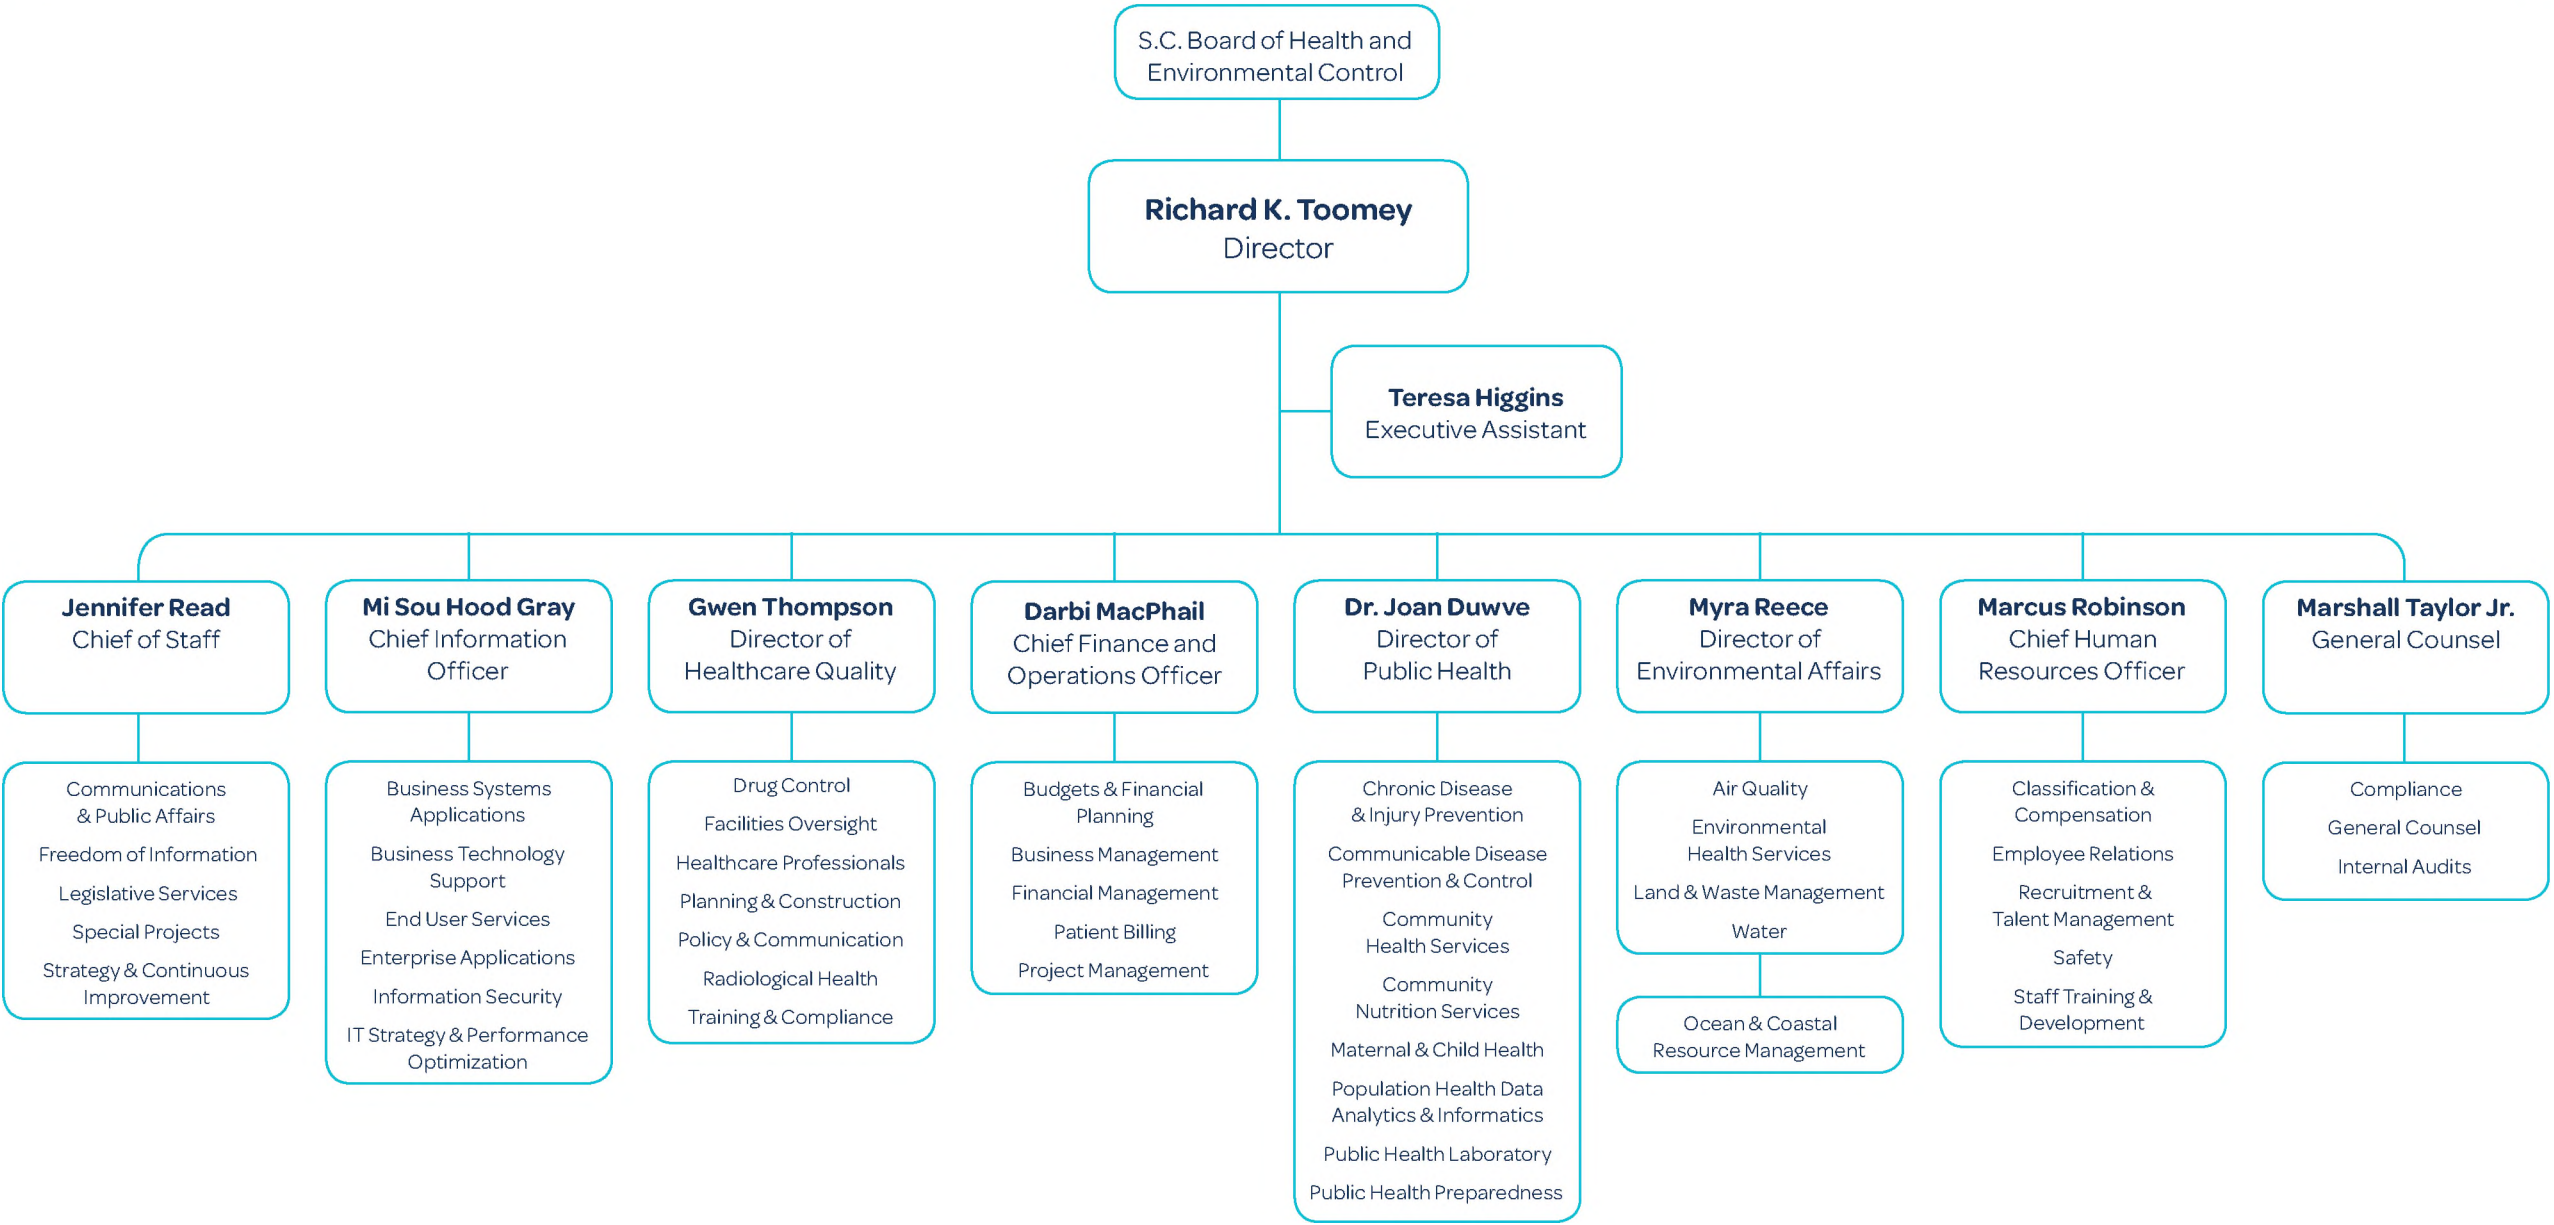 S.C. Board of Health and
Environmental Control
Richard K. Toomey
Director
Teresa Higgins
Executive Assistant
Jennifer Read
Chief of Staff
Communications
& Public Affairs
Freedom of Information
Legislative Services
Special Projects
Strategy & Continuous
Improvement
Mi Sou Hood Gray
Chief Information
Officer
Business Systems
Applications
Business Technology
Support
End User Services
Enterprise Applications
Information Security
IT Strategy & Performance
Optimization
Gwen Thompson
Director of
Healthcare Quality
Drug Control
Facilities Oversight
Healthcare Professionals
Planning & Construction
Policy & Communication
Radiological Health
Training & Compliance
Darbi MacPhail
Chief Finance and
Operations Officer
Budgets & Financial
Planning
Business Management
Financial Management
Patient Billing
Project Management
Dr. Joan Duwve
Director of
Public Health
Chronic Disease
& Injury Prevention
Communicable Disease
Prevention & Control
Community
Health Services
Community
Nutrition Services
Maternal & Child Health
Population Health Data
Analytics & Informatics
Public Health Laboratory
Public Health Preparedness
Myra Reece
Director of
Environmental Affairs
Air Quality
Environmental
Health Services
Land & Waste Management
Water
Ocean & Coastal
Resource Management
Marcus Robinson
Chief Human
Resources Officer
Classification &
Compensation
Employee Relations
Recruitment &
Talent Management
Safety
Staff Training &
Development
Marshall Taylor Jr.
General Counsel
Compliance
General Counsel
Internal Audits